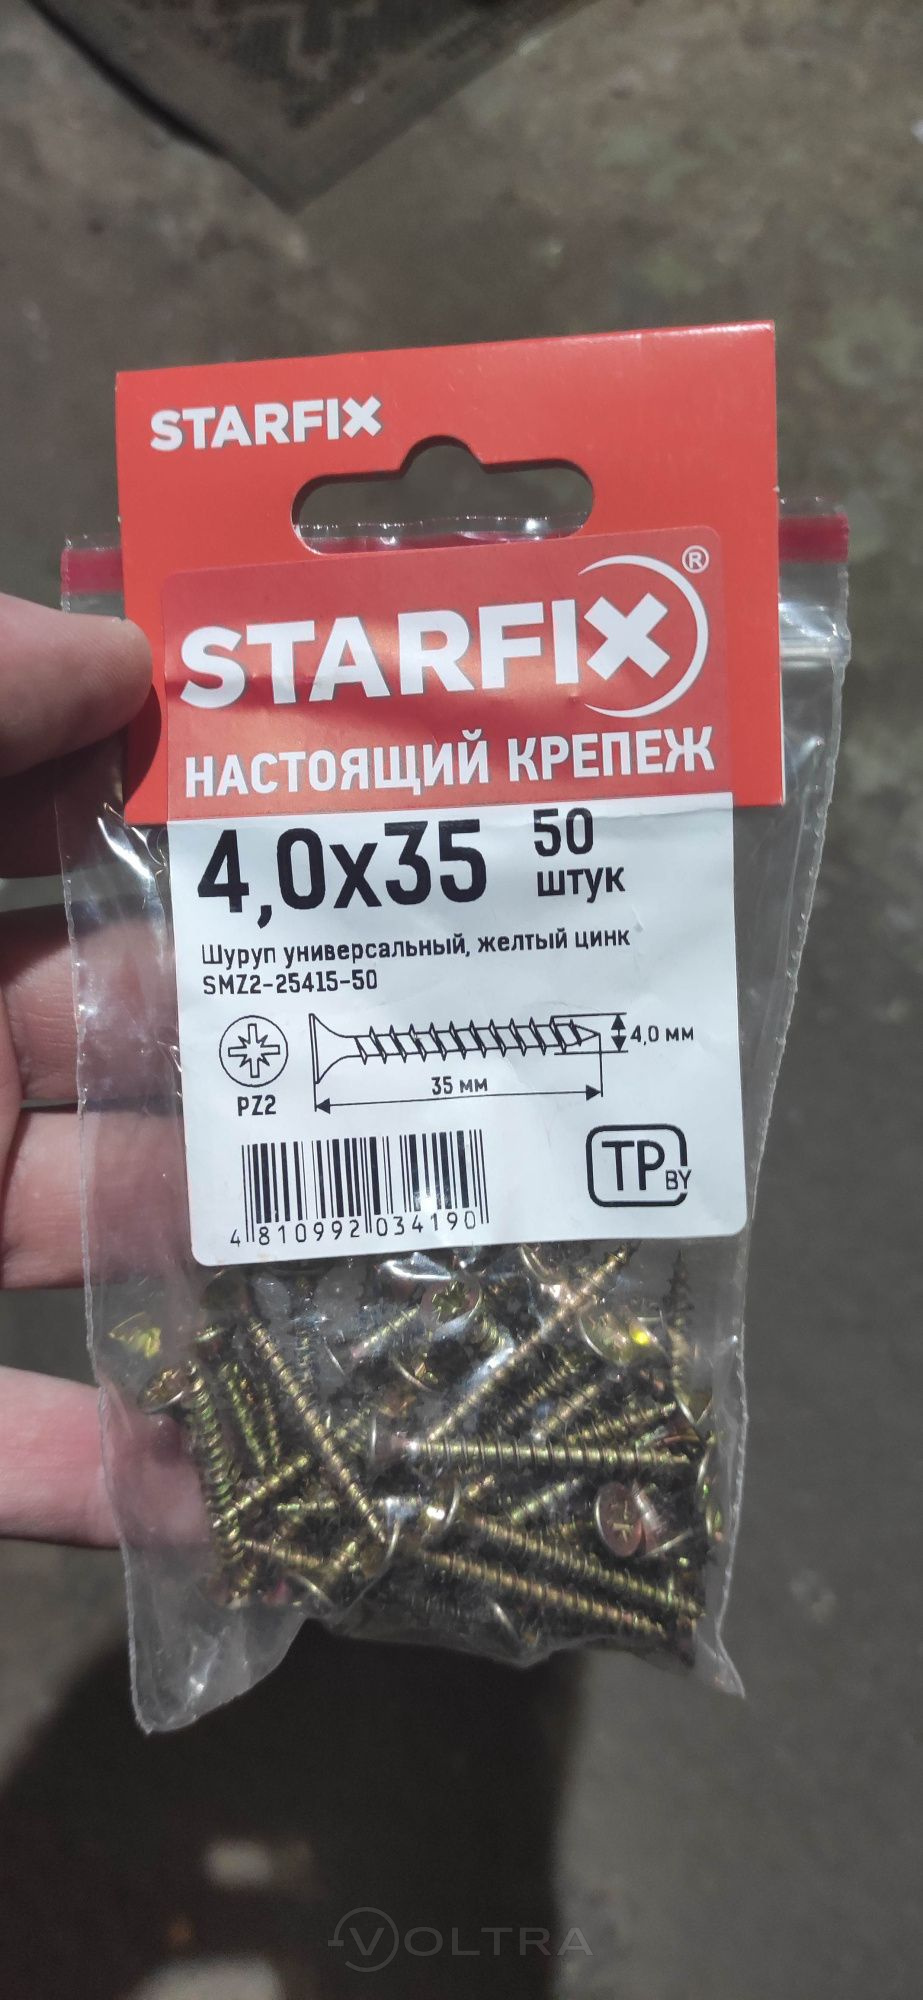 STARFIX
STARFIX®
НАСТОЯЩИЙ КРЕПЕЖ
4,0x35 50 штук
Шуруп универсальный, желтый цинк
SMZ2-25415-50
4,0 мм
35 мм
PZ2
TP BY
4 810992 034190
VOLTRA